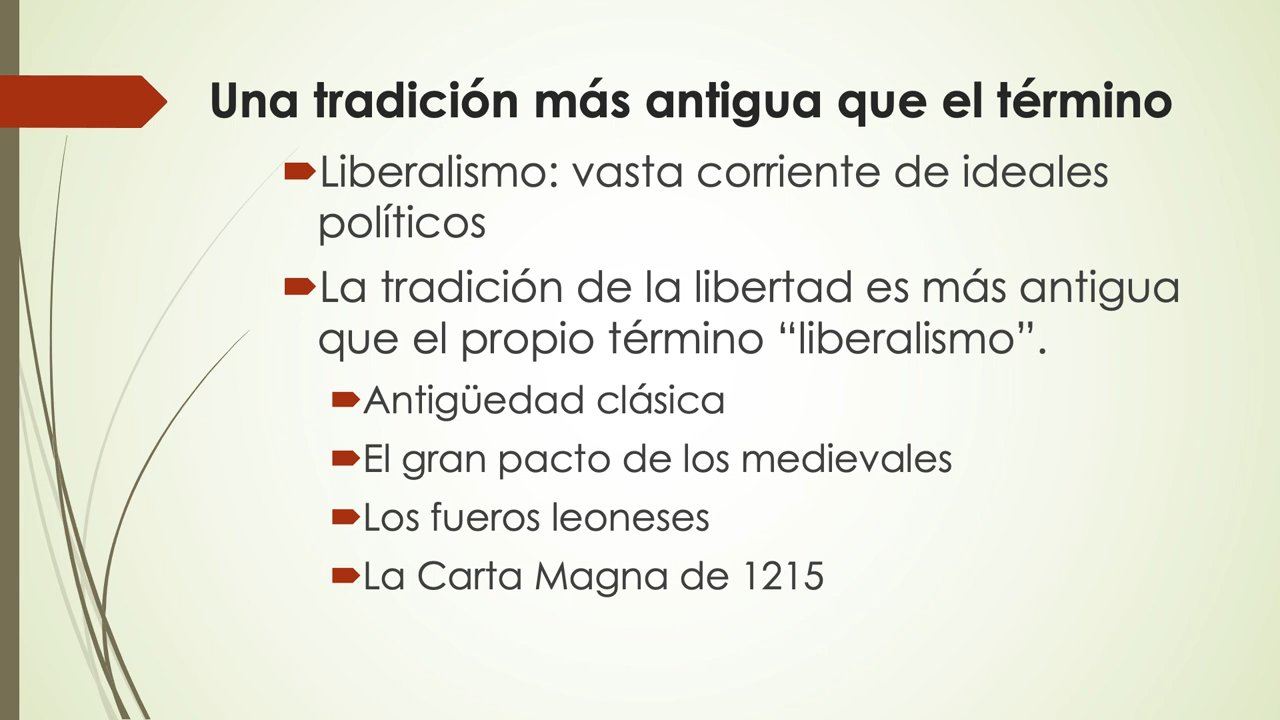 Una tradición más antigua que el término
Liberalismo: vasta corriente de ideales
políticos
La tradición de la libertad es más antigua
que el propio término “liberalismo”.
Antigüedad clásica
El gran pacto de los medievales
Los fueros leoneses
La Carta Magna de 1215